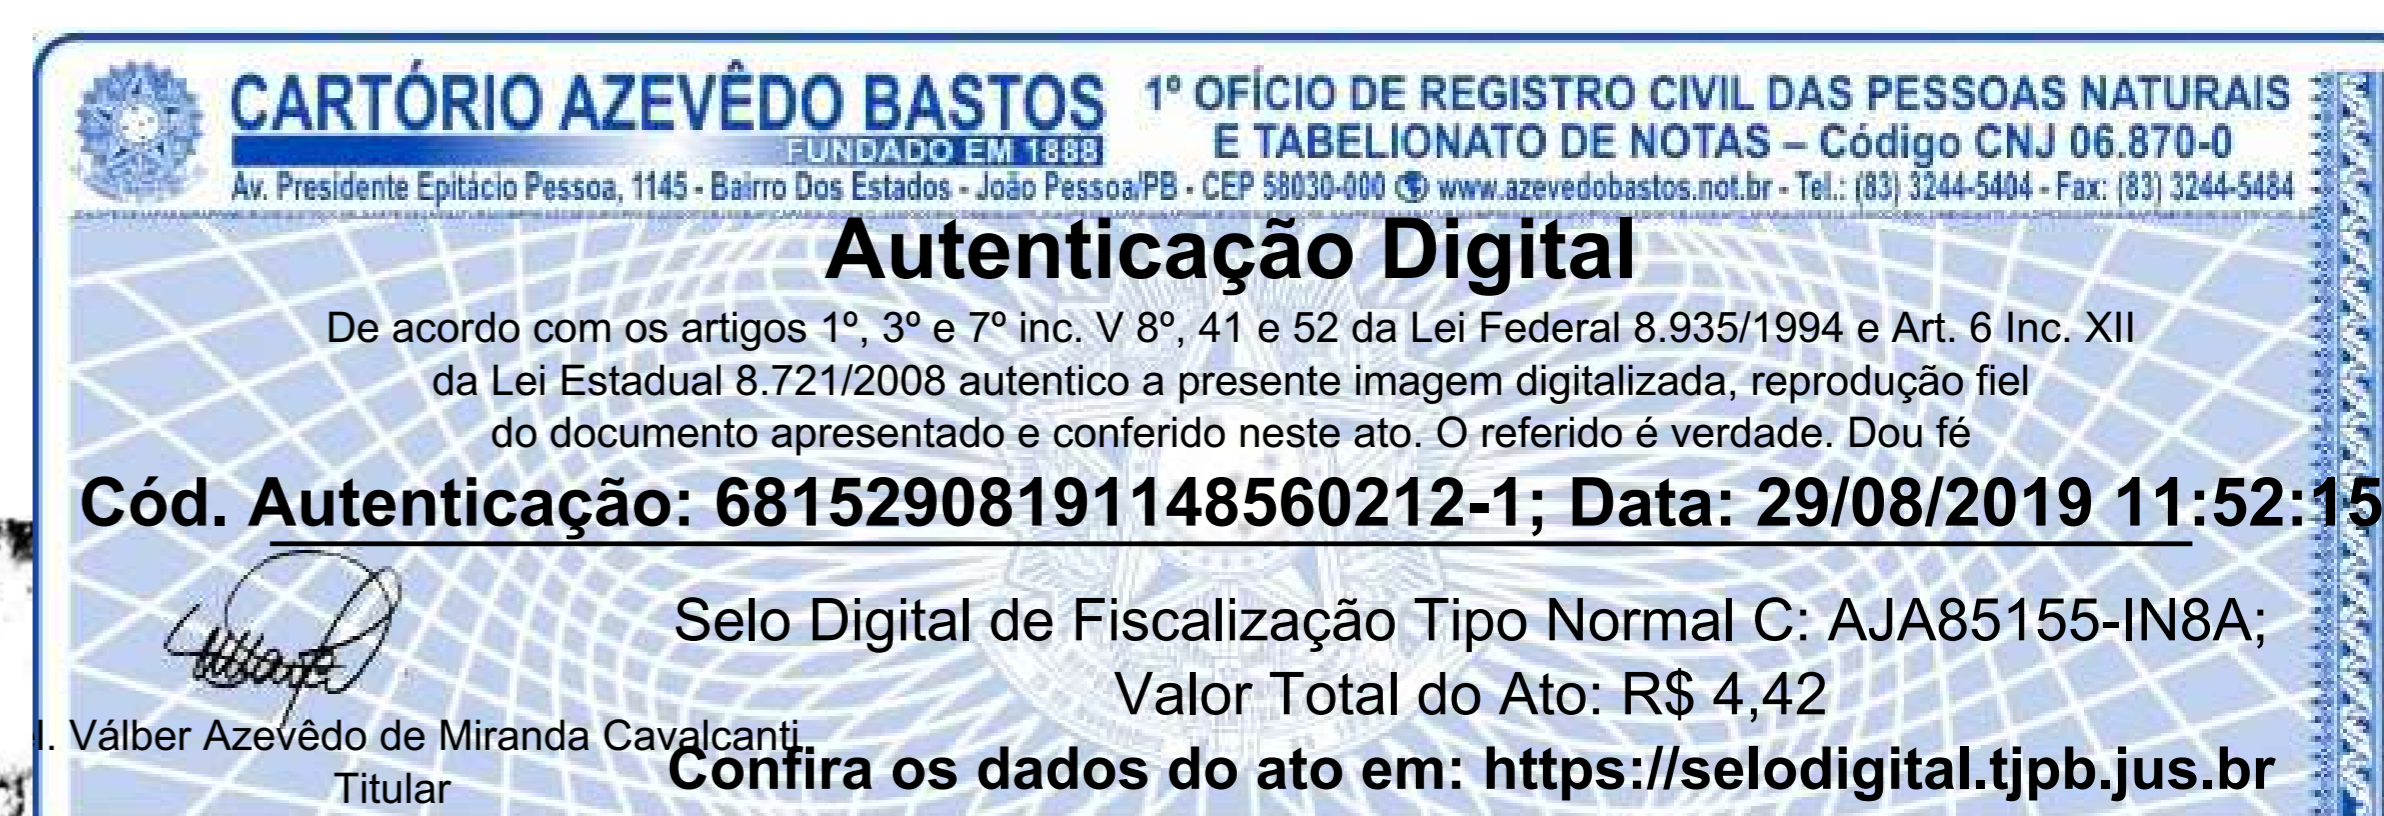 CARTÓRIO AZEVÊDO BASTOS
FUNDADO EM 1888
1º OFÍCIO DE REGISTRO CIVIL DAS PESSOAS NATURAIS
E TABELIONATO DE NOTAS – Código CNJ 06.870-0
Av. Presidente Epitácio Pessoa, 1145 - Bairro Dos Estados - João Pessoa/PB - CEP 58030-000 www.azevedobastos.not.br - Tel.: (83) 3244-5404 - Fax: (83) 3244-5484
Autenticação Digital
De acordo com os artigos 1º, 3º e 7º inc. V 8º, 41 e 52 da Lei Federal 8.935/1994 e Art. 6 Inc. XII
da Lei Estadual 8.721/2008 autentico a presente imagem digitalizada, reprodução fiel
do documento apresentado e conferido neste ato. O referido é verdade. Dou fé
Cód. Autenticação: 68152908191148560212-1; Data: 29/08/2019 11:52:15
Selo Digital de Fiscalização Tipo Normal C: AJA85155-IN8A;
Valor Total do Ato: R$ 4,42
Válber Azevêdo de Miranda Cavalcanti
Titular
Confira os dados do ato em: https://selodigital.tjpb.jus.br